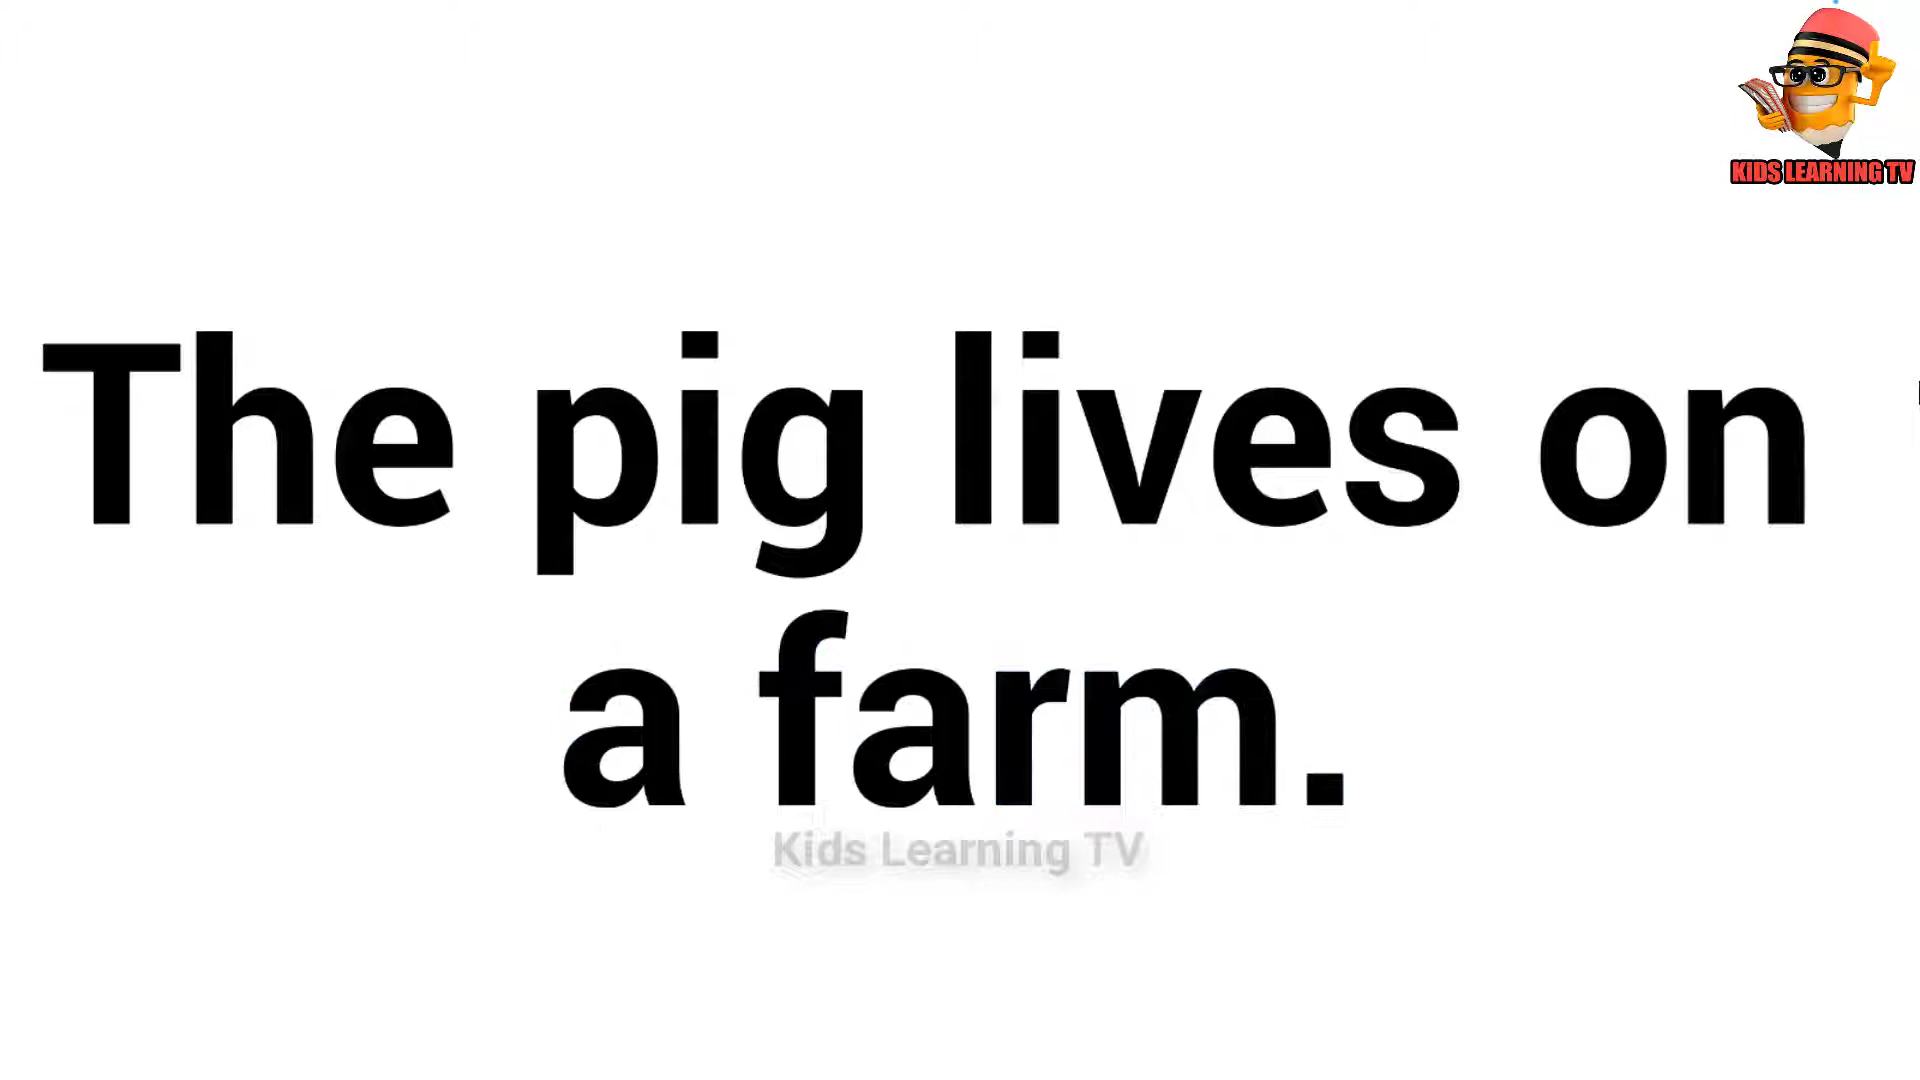 KIDS LEARNING TV
The pig lives on
a farm.
Kids Learning TV